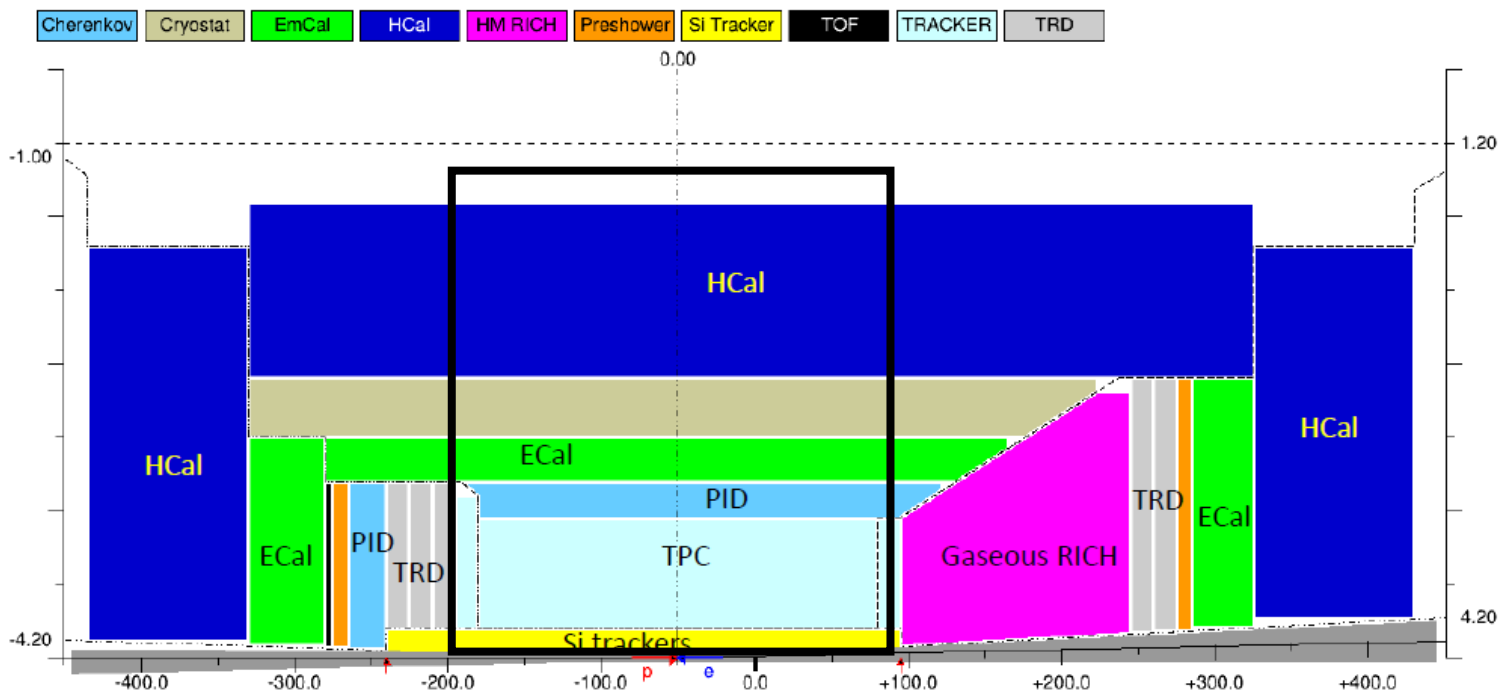 Cherenkov Cryostat EmCal HCal HM RICH Preshower Si Tracker TOF TRACKER TRD
0.00
-1.00
1.20
HCal
HCal
ECal
HCal
PID
TRD
ECal
PID
TRD
TPC
Gaseous RICH
ECal
Si trackers
-4.20
4.20
p e
-400.0 -300.0 -200.0 -100.0 0.0 +100.0 +200.0 +300.0 +400.0